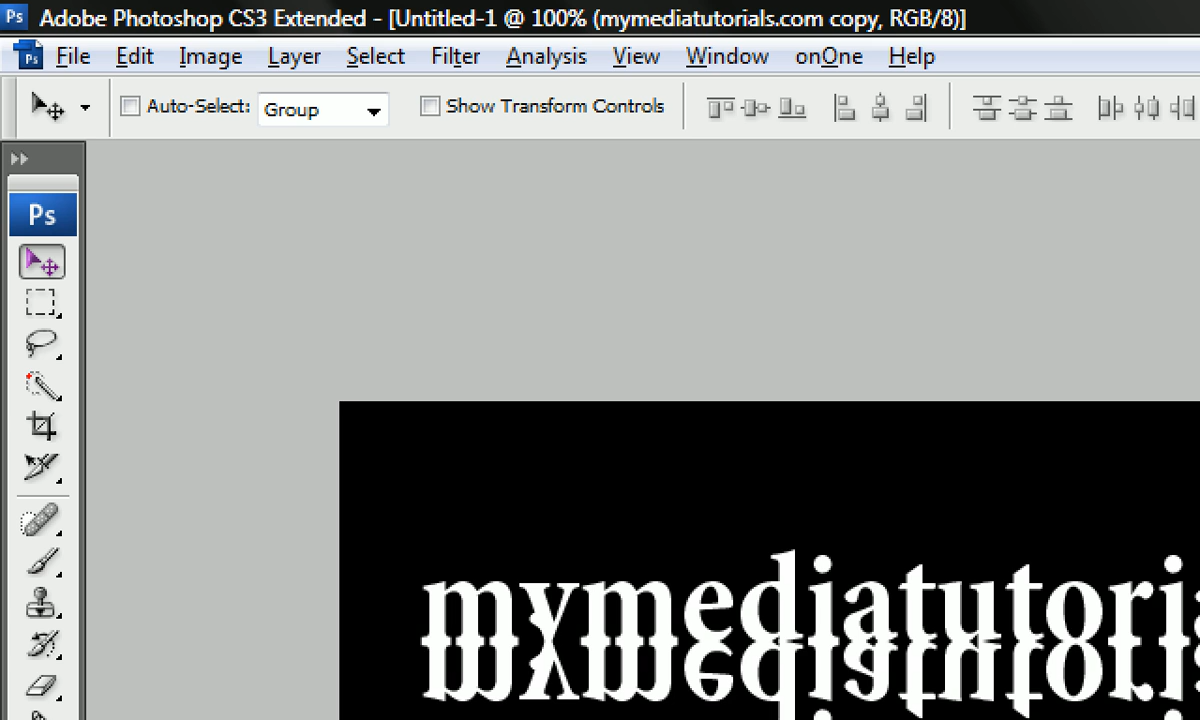 Ps Adobe Photoshop CS3 Extended - [Untitled-1 @ 100% (mymediatutorials.com copy, RGB/8)]
Ps File Edit Image Layer Select Filter Analysis View Window onOne Help
Auto-Select: Group Show Transform Controls
Ps
mymediatutoria